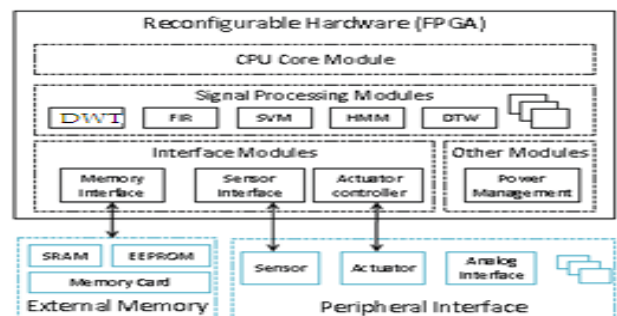 Reconfigurable Hardware (FPGA)
CPU Core Module
Signal Processing Modules
DWT FIR SVM HMM DTW
Interface Modules Other Modules
Memory Interface
Sensor Interface
Actuator controller
Power Management
SRAM EEPROM
Memory Card
External Memory
Sensor Actuator Analog Interface
Peripheral Interface